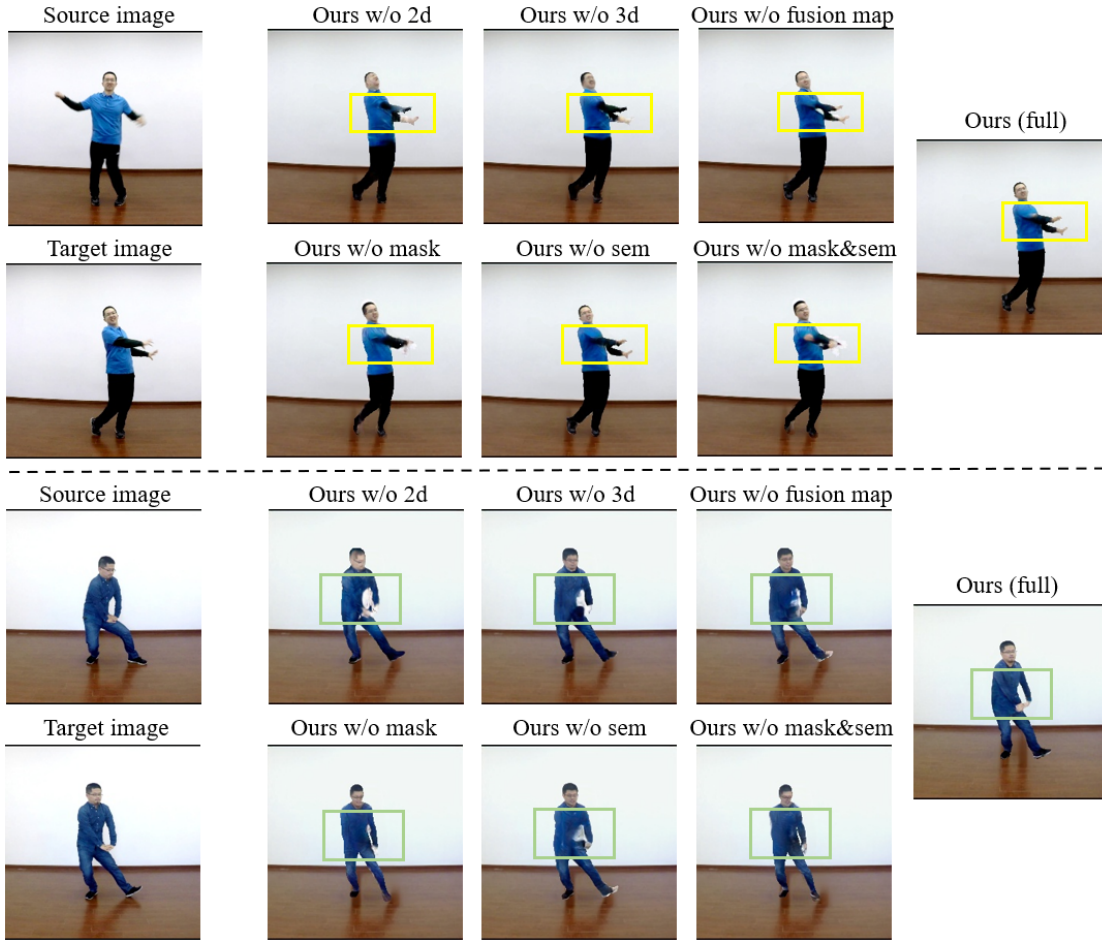 Source image
Ours w/o 2d
Ours w/o 3d
Ours w/o fusion map
Ours (full)
Target image
Ours w/o mask
Ours w/o sem
Ours w/o mask&sem
Source image
Ours w/o 2d
Ours w/o 3d
Ours w/o fusion map
Ours (full)
Target image
Ours w/o mask
Ours w/o sem
Ours w/o mask&sem